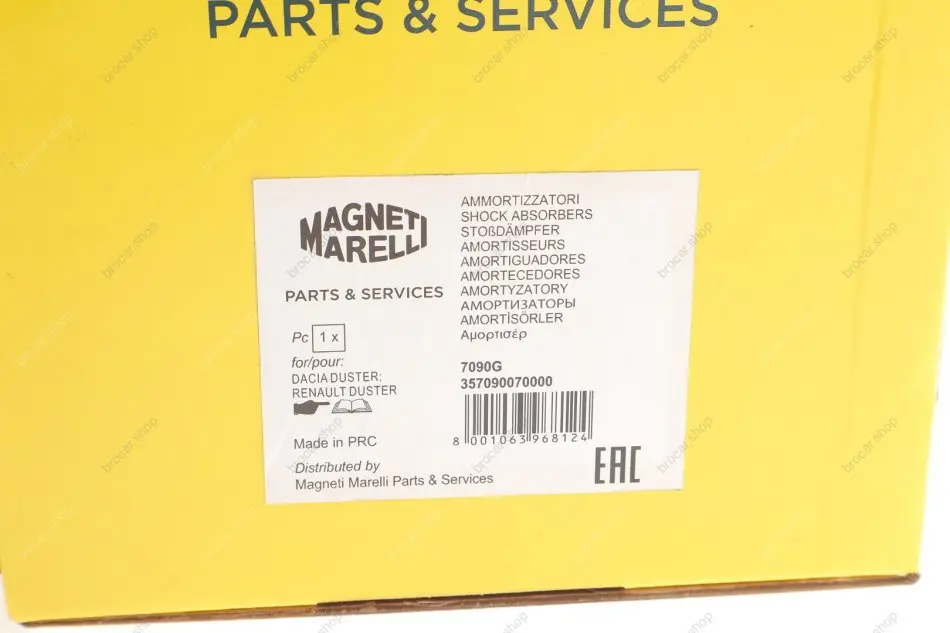 PARTS & SERVICES
MAGNETI
MARELLI
PARTS & SERVICES
Pc 1 x
for/pour:
DACIA DUSTER;
RENAULT DUSTER
Made in PRC
Distributed by
Magneti Marelli Parts & Services
AMMORTIZZATORI
SHOCK ABSORBERS
STOßDÄMPFER
AMORTISSEURS
AMORTIGUADORES
AMORTECEDORES
AMORTYZATORY
АМОРТИЗАТОРЫ
AMORTİSÖRLER
Αμορτισέρ
7090G
357090070000
8 001063 968124
EAC
brocar.shop